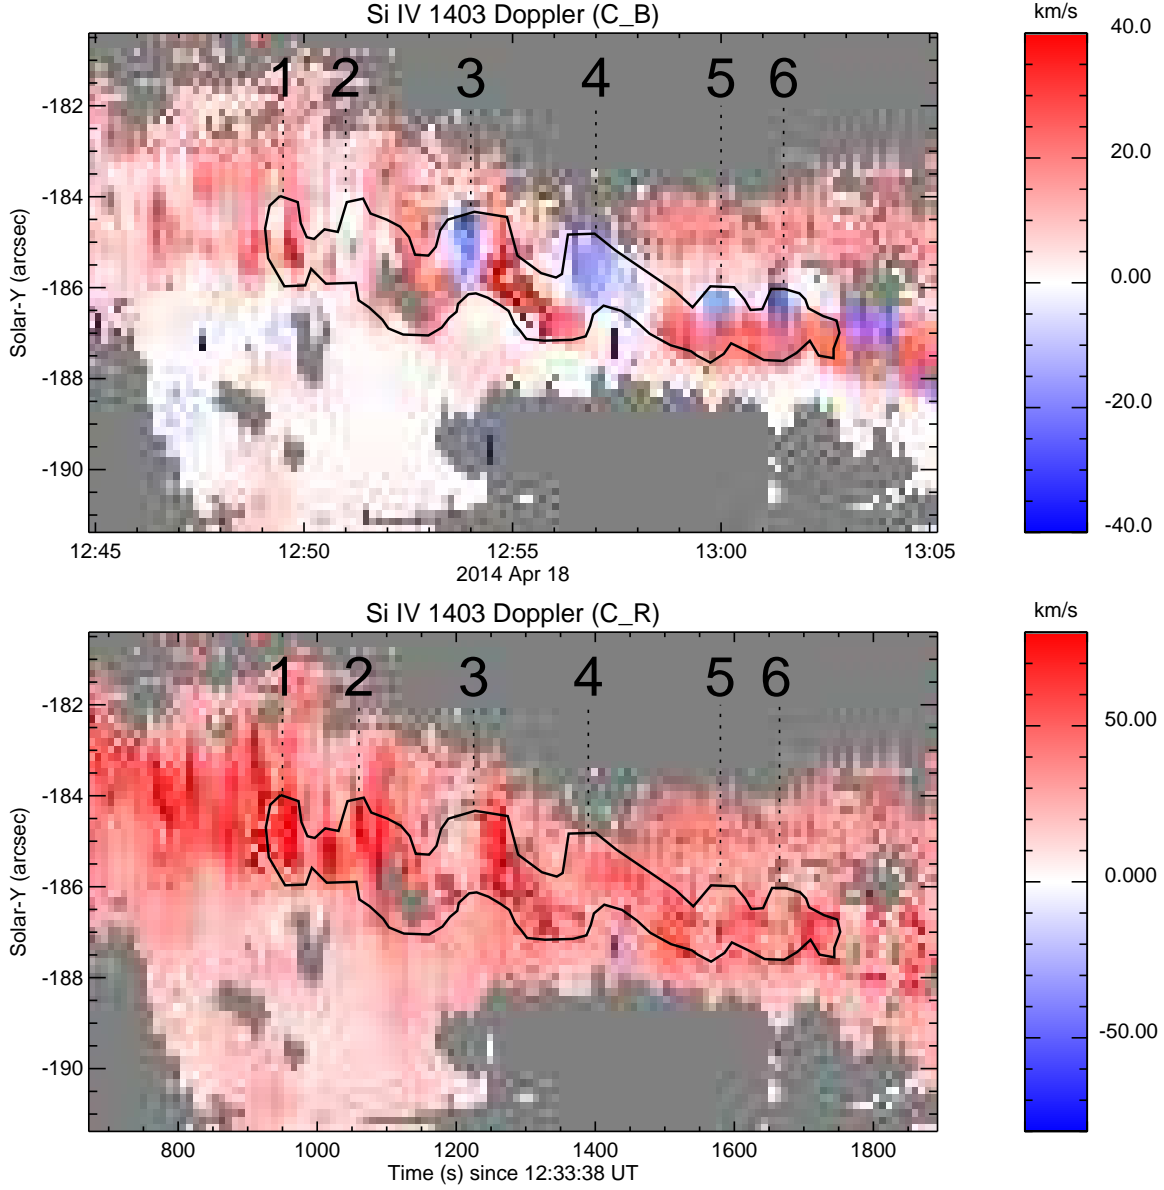 Si IV 1403 Doppler (C_B)
km/s
1 2 3 4 5 6
40.0
20.0
0.00
-20.0
-40.0
-182
-184
-186
-188
-190
Solar-Y (arcsec)
12:45 12:50 12:55 13:00 13:05
2014 Apr 18
Si IV 1403 Doppler (C_R)
km/s
1 2 3 4 5 6
50.00
0.000
-50.00
-182
-184
-186
-188
-190
Solar-Y (arcsec)
800 1000 1200 1400 1600 1800
Time (s) since 12:33:38 UT